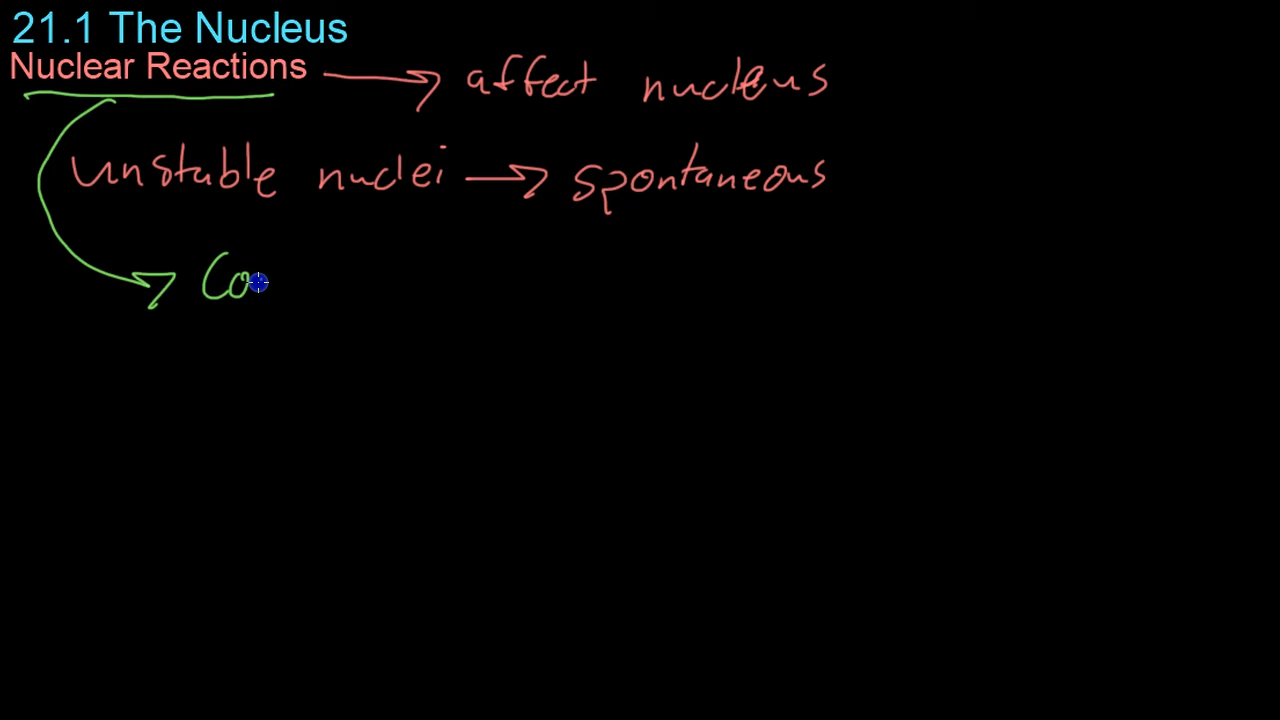 21.1 The Nucleus
Nuclear Reactions → affect nucleus
unstable nuclei → spontaneous
→ Co